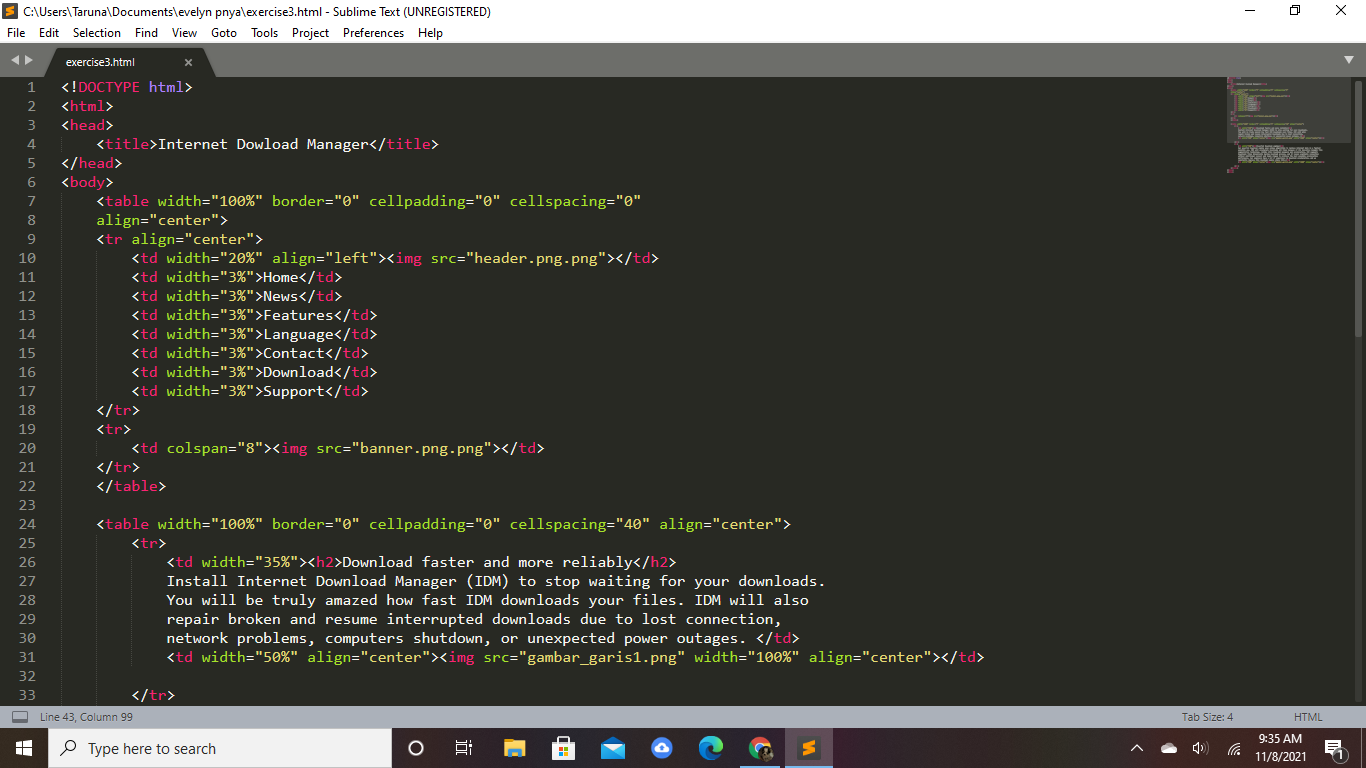 C:\Users\Taruna\Documents\evelyn pnya\exercise3.html - Sublime Text (UNREGISTERED)
File Edit Selection Find View Goto Tools Project Preferences Help
exercise3.html
1 <!DOCTYPE html>
2 <html>
3 <head>
4 <title>Internet Dowload Manager</title>
5 </head>
6 <body>
7 <table width="100%" border="0" cellpadding="0" cellspacing="0"
8 align="center">
9 <tr align="center">
10 <td width="20%" align="left"><img src="header.png.png"></td>
11 <td width="3%">Home</td>
12 <td width="3%">News</td>
13 <td width="3%">Features</td>
14 <td width="3%">Language</td>
15 <td width="3%">Contact</td>
16 <td width="3%">Download</td>
17 <td width="3%">Support</td>
18 </tr>
19 <tr>
20 <td colspan="8"><img src="banner.png.png"></td>
21 </tr>
22 </table>
23
24 <table width="100%" border="0" cellpadding="0" cellspacing="40" align="center">
25 <tr>
26 <td width="35%"><h2>Download faster and more reliably</h2>
27 Install Internet Download Manager (IDM) to stop waiting for your downloads.
28 You will be truly amazed how fast IDM downloads your files. IDM will also
29 repair broken and resume interrupted downloads due to lost connection,
30 network problems, computers shutdown, or unexpected power outages. </td>
31 <td width="50%" align="center"><img src="gambar_garis1.png" width="100%" align="center"></td>
32
33 </tr>
Line 43, Column 99 Tab Size: 4 HTML
Type here to search
9:35 AM
11/8/2021
1